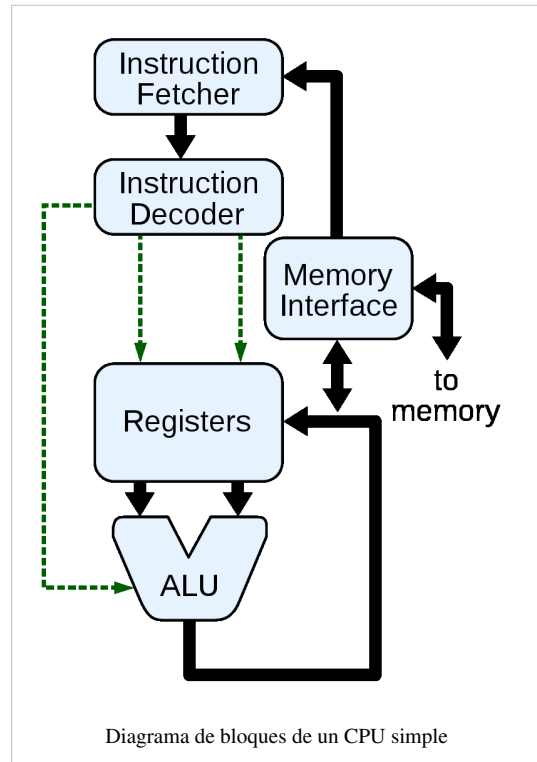 Instruction
Fetcher
Instruction
Decoder
Memory
Interface
to
memory
Registers
ALU
Diagrama de bloques de un CPU simple